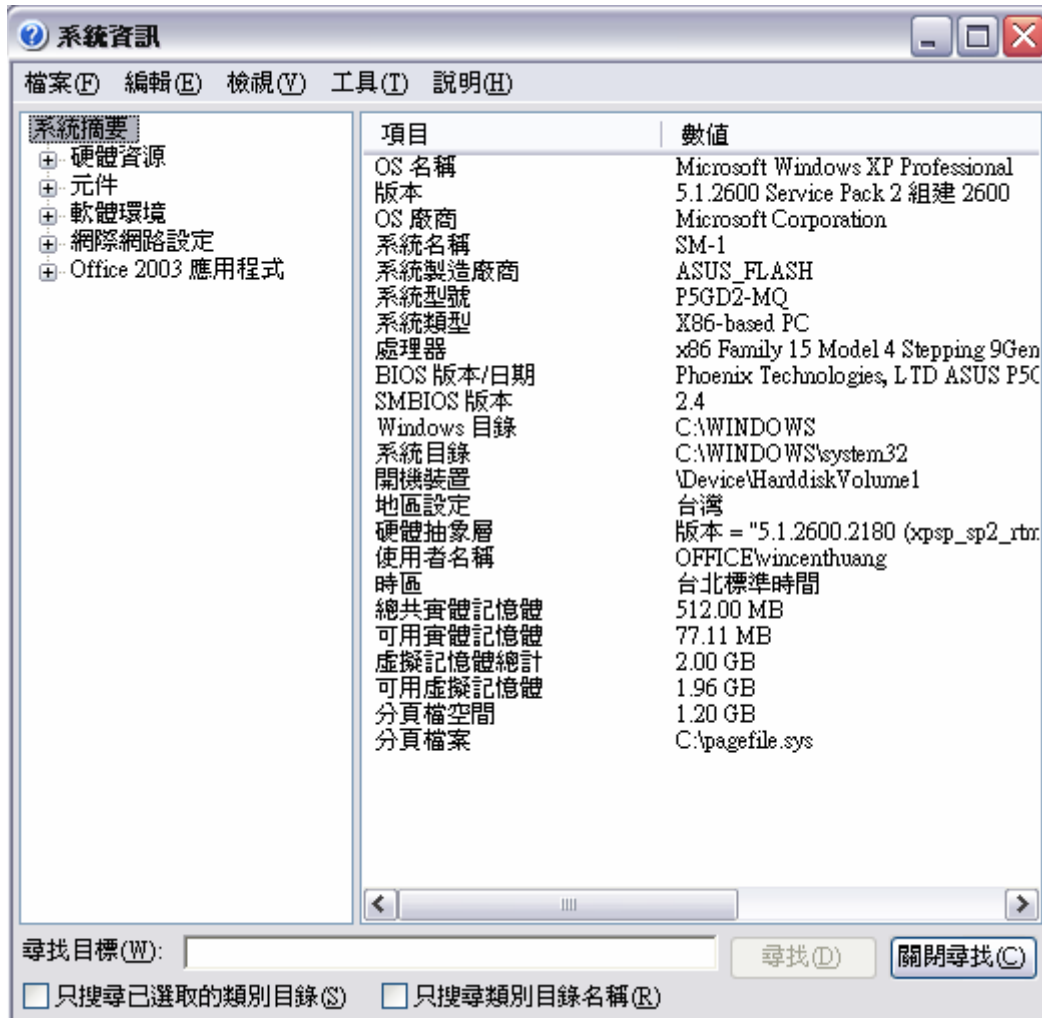 系統資訊
檔案(F) 編輯(E) 檢視(V) 工具(T) 說明(H)
系統摘要
硬體資源
元件
軟體環境
網際網路設定
Office 2003 應用程式
項目 數值
OS 名稱 Microsoft Windows XP Professional
版本 5.1.2600 Service Pack 2 組建 2600
OS 廠商 Microsoft Corporation
系統名稱 SM-1
系統製造廠商 ASUS_FLASH
系統型號 P5GD2-MQ
系統類型 X86-based PC
處理器 x86 Family 15 Model 4 Stepping 9Gen
BIOS 版本/日期 Phoenix Technologies, LTD ASUS P5G
SMBIOS 版本 2.4
Windows 目錄 C:\WINDOWS
系統目錄 C:\WINDOWS\system32
開機裝置 \Device\HarddiskVolume1
地區設定 台灣
硬體抽象層 版本 = "5.1.2600.2180 (xpsp_sp2_rtm
使用者名稱 OFFICE\wincenthuang
時區 台北標準時間
總共實體記憶體 512.00 MB
可用實體記憶體 77.11 MB
虛擬記憶體總計 2.00 GB
可用虛擬記憶體 1.96 GB
分頁檔空間 1.20 GB
分頁檔案 C:\pagefile.sys
尋找目標(W): 尋找(D) 關閉尋找(C)
只搜尋已選取的類別目錄(S) 只搜尋類別目錄名稱(R)